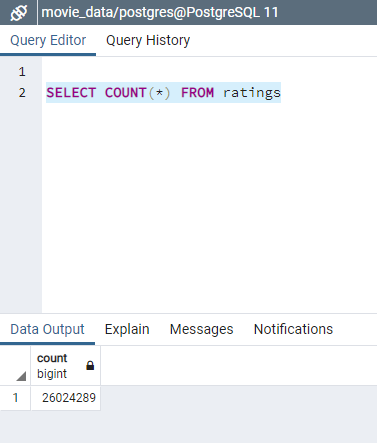 movie_data/postgres@PostgreSQL 11
Query Editor Query History
1
2 SELECT COUNT(*) FROM ratings
Data Output Explain Messages Notifications
count
bigint
1 26024289